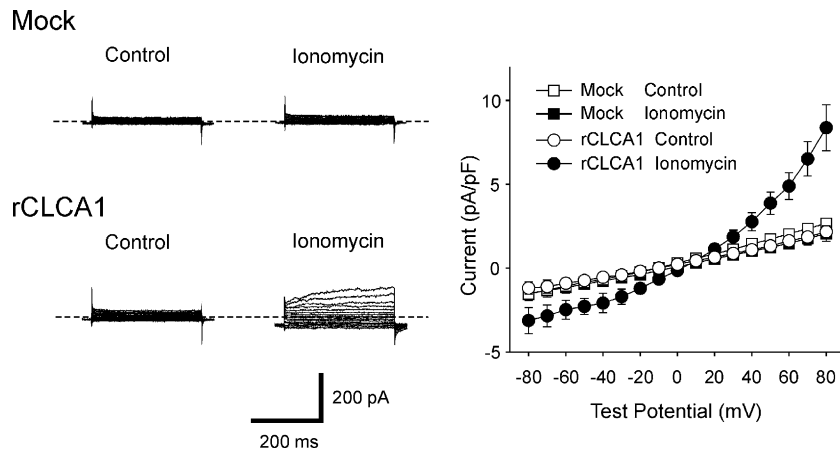 Mock
Control
Ionomycin
rCLCA1
Control
Ionomycin
200 pA
200 ms
Mock Control
Mock Ionomycin
rCLCA1 Control
rCLCA1 Ionomycin
Current (pA/pF)
10
5
0
-5
-80 -60 -40 -20 0 20 40 60 80
Test Potential (mV)